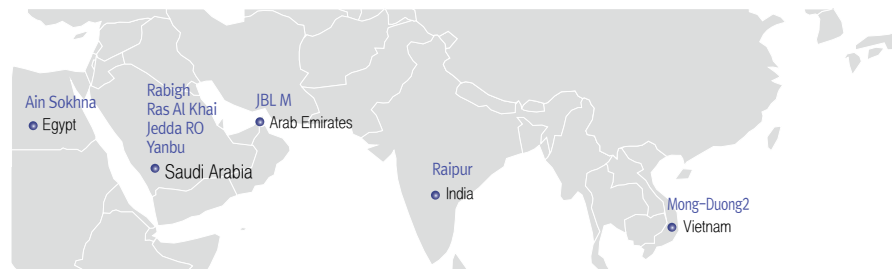 Ain Sokhna
Egypt
Rabigh
Ras Al Khai
Jedda RO
Yanbu
Saudi Arabia
JBL M
Arab Emirates
Raipur
India
Mong-Duong2
Vietnam